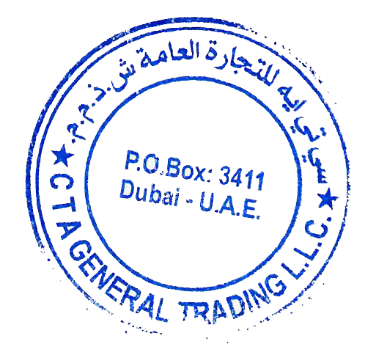 سي تي ايه للتجارة العامة ش.ذ.م.م.
P.O.Box: 3411
Dubai - U.A.E.
★ C T A GENERAL TRADING L.L.C. ★